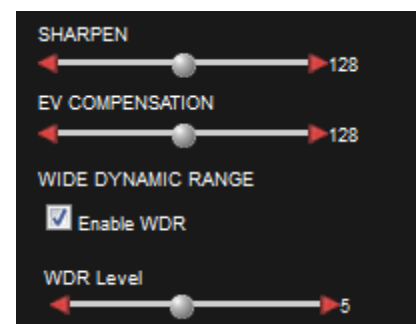 SHARPEN
128
EV COMPENSATION
128
WIDE DYNAMIC RANGE
Enable WDR
WDR Level
5